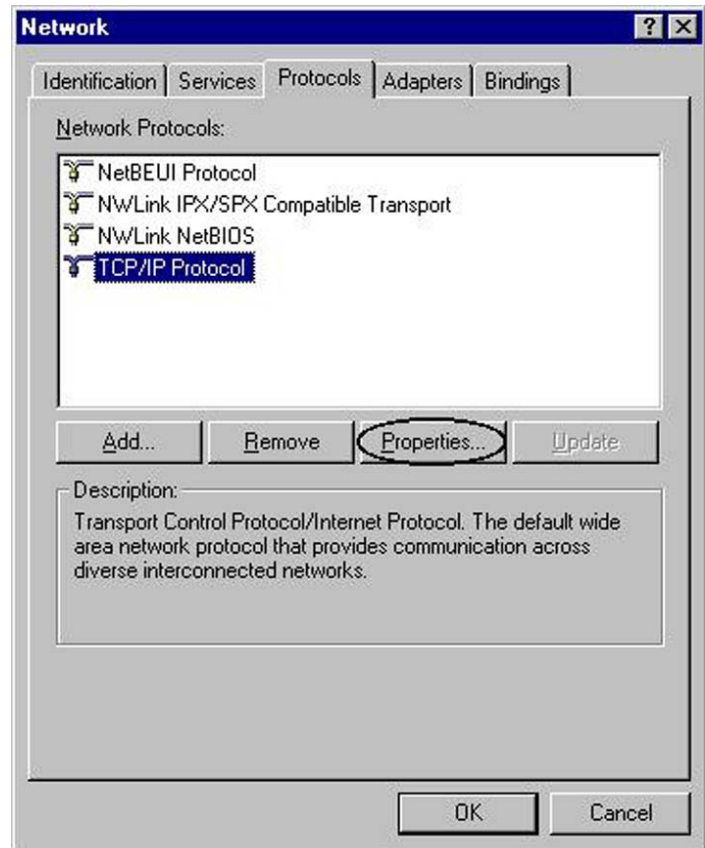 Network
Identification Services Protocols Adapters Bindings
Network Protocols:
NetBEUI Protocol
NWLink IPX/SPX Compatible Transport
NWLink NetBIOS
TCP/IP Protocol
Add... Remove Properties... Update
Description:
Transport Control Protocol/Internet Protocol. The default wide
area network protocol that provides communication across
diverse interconnected networks.
OK Cancel